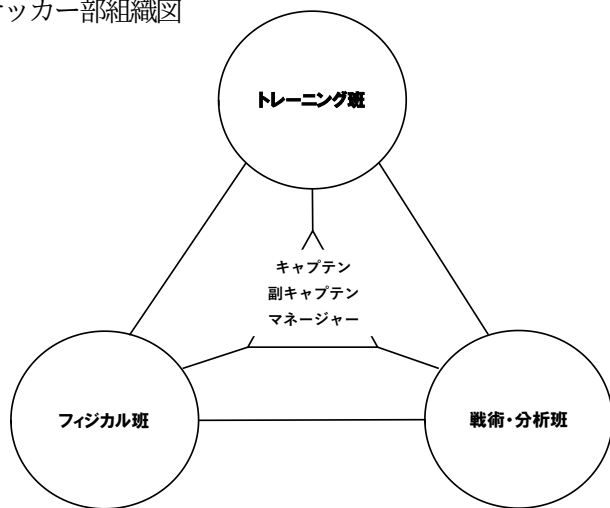 ッカー部組織図
トレーニング班
キャプテン
副キャプテン
マネージャー
フィジカル班
戦術・分析班